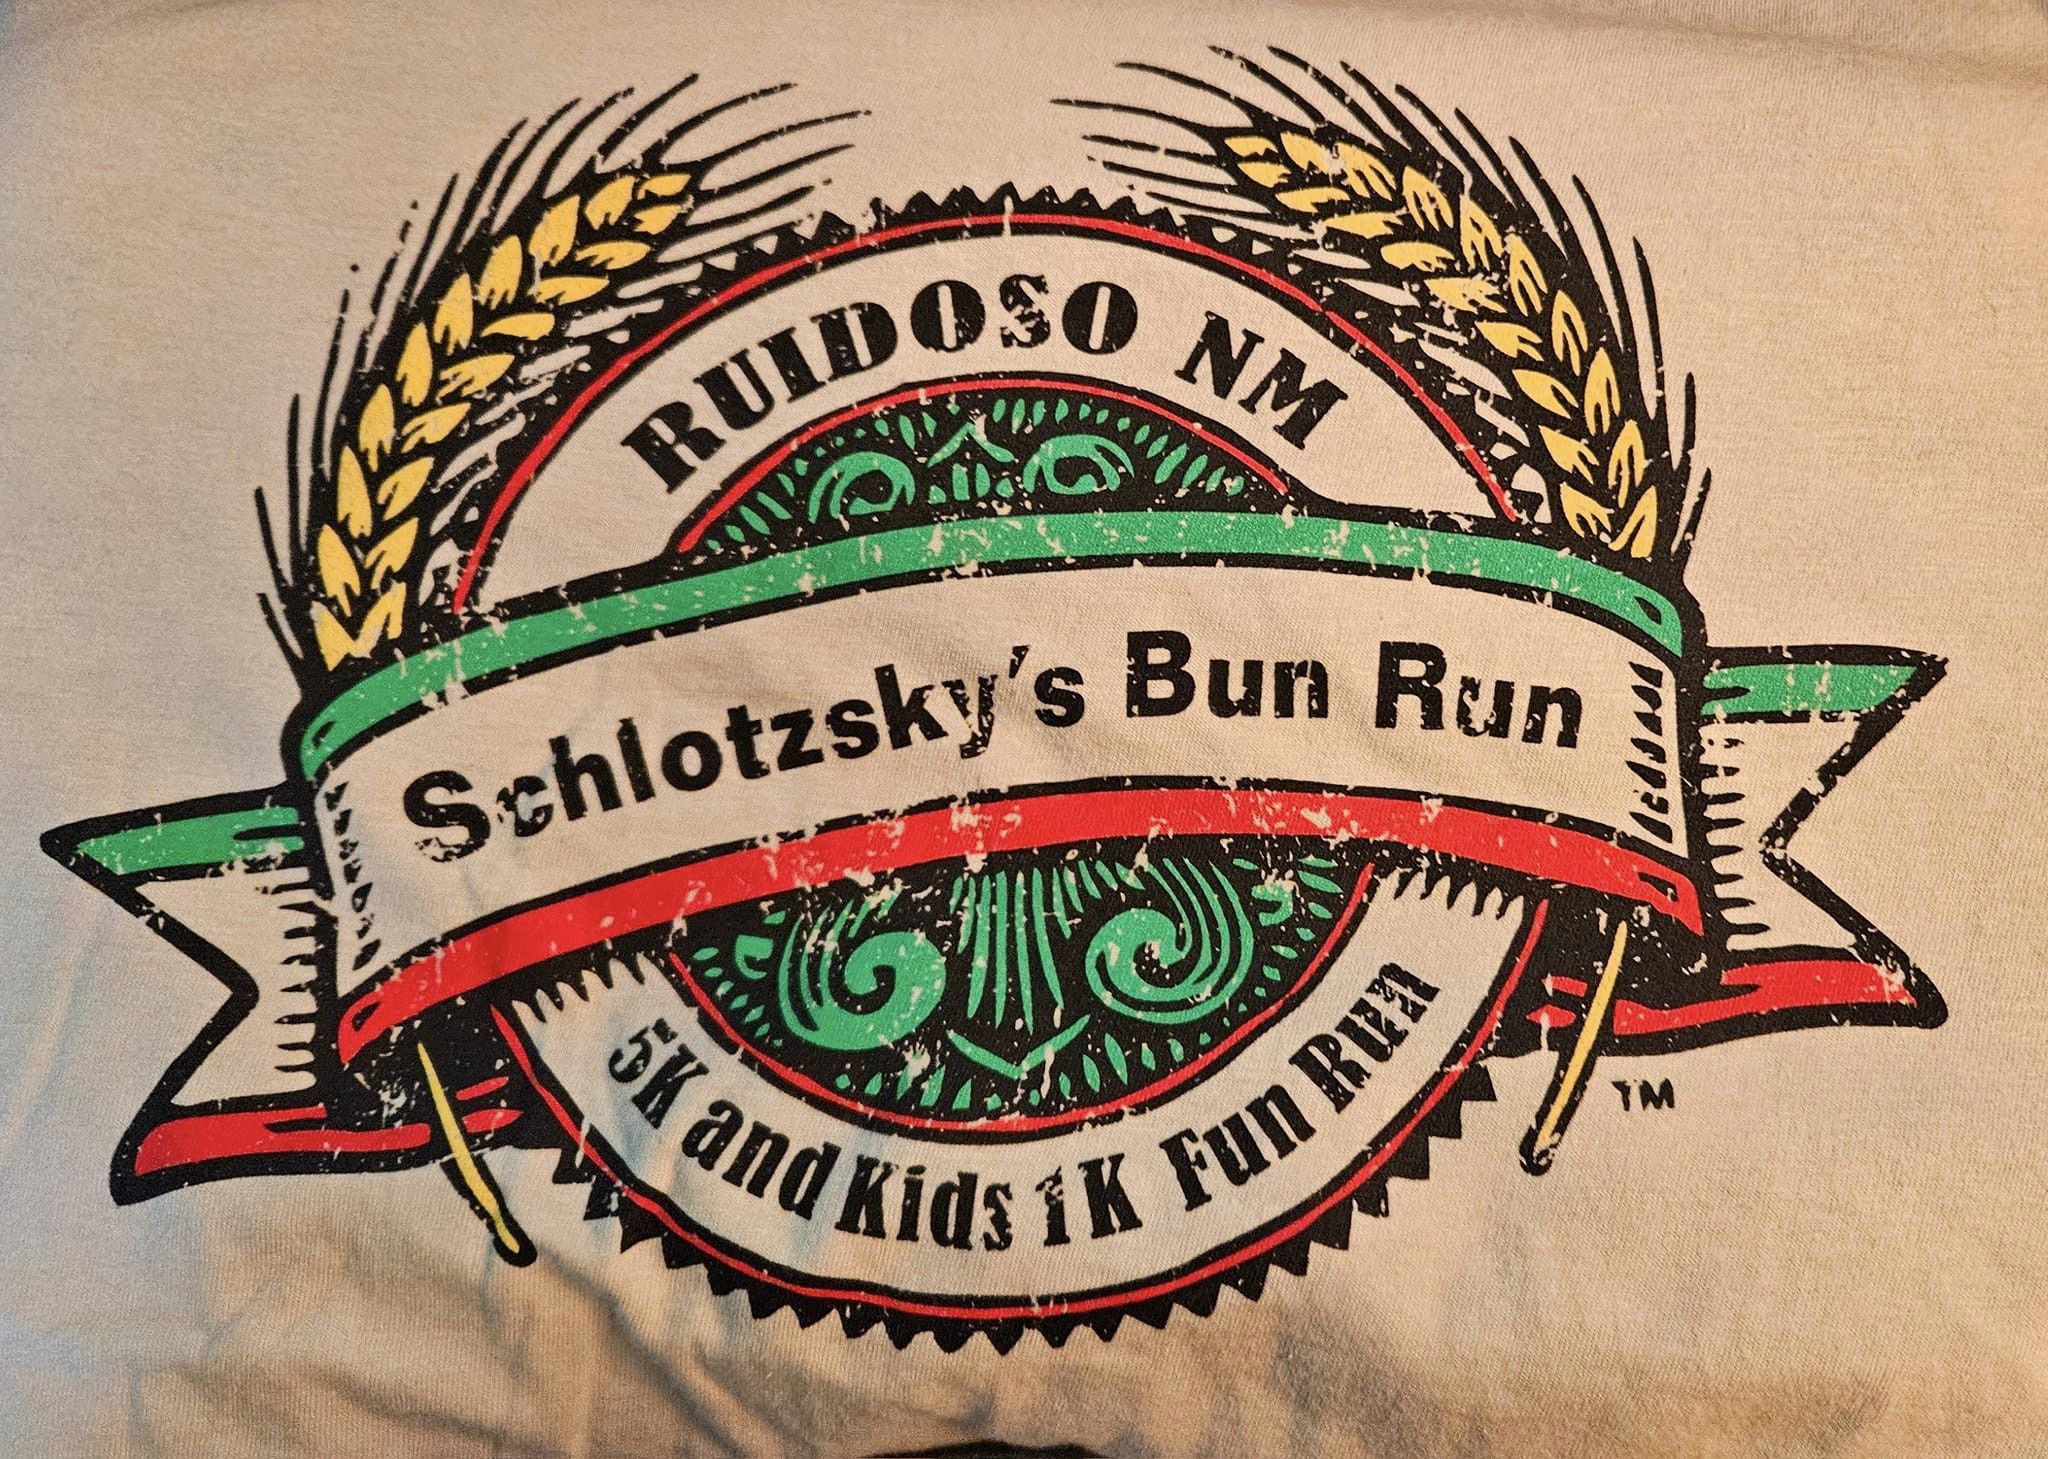 RUIDOSO NM
Schlotzsky's Bun Run
5K and Kids 1K Fun Run
TM